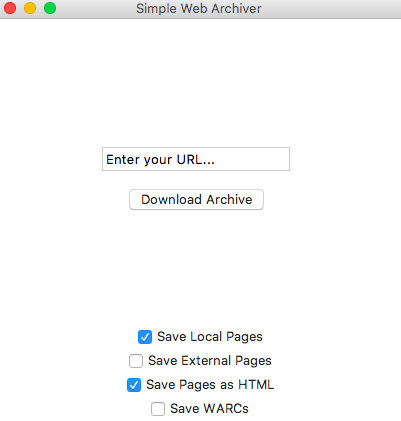 Simple Web Archiver
Enter your URL...
Download Archive
Save Local Pages
Save External Pages
Save Pages as HTML
Save WARCs